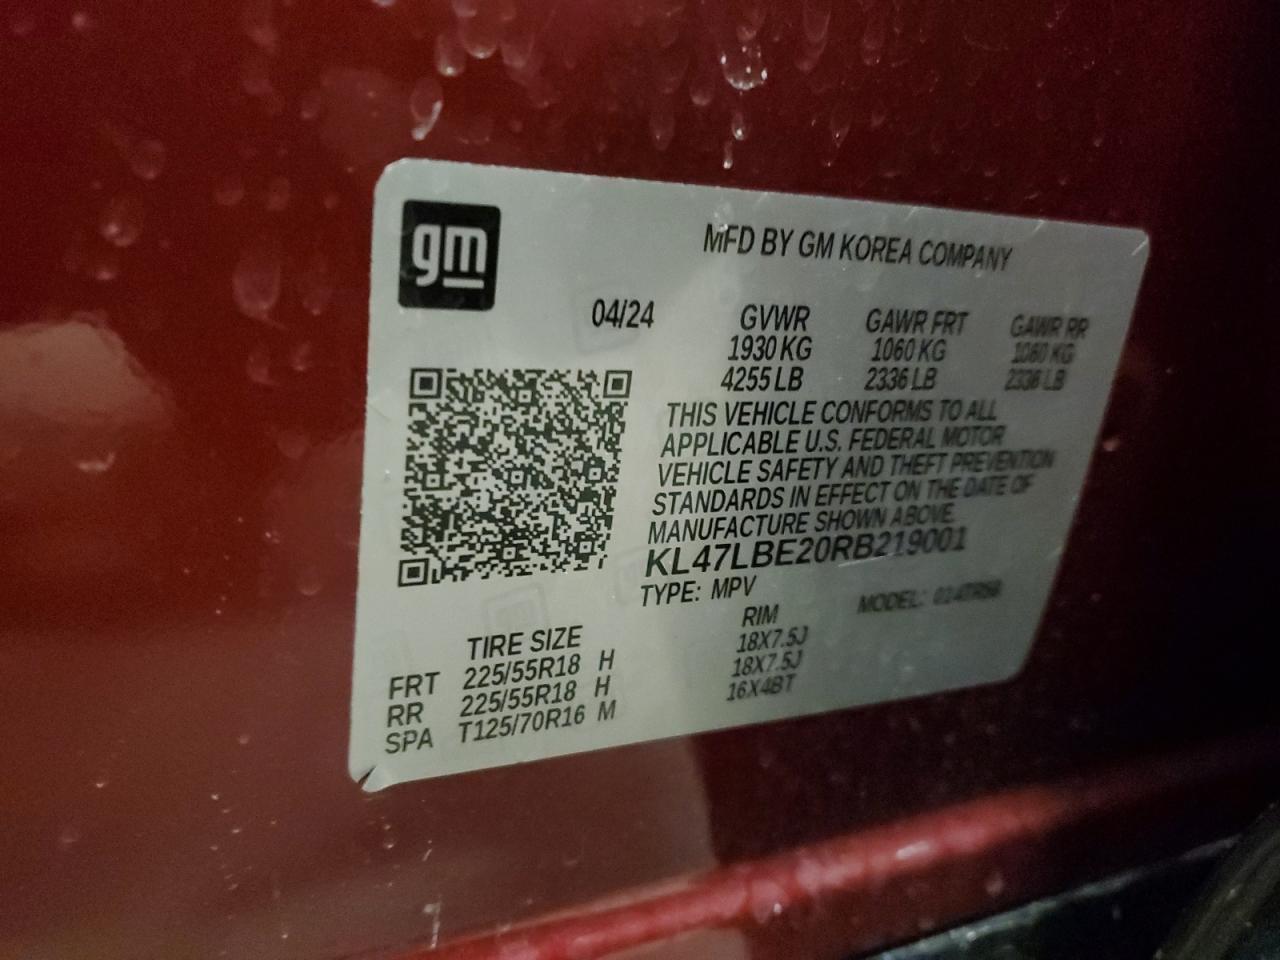 gm
MFD BY GM KOREA COMPANY
04/24 GVWR GAWR FRT GAWR RR
1930 KG 1060 KG 1060 KG
4255 LB 2336 LB 2336 LB
THIS VEHICLE CONFORMS TO ALL
APPLICABLE U.S. FEDERAL MOTOR
VEHICLE SAFETY AND THEFT PREVENTION
STANDARDS IN EFFECT ON THE DATE OF
MANUFACTURE SHOWN ABOVE.
KL47LBE20RB219001
TYPE: MPV MODEL:
TIRE SIZE RIM
FRT 225/55R18 H 18X7.5J
RR 225/55R18 H 18X7.5J
SPA T125/70R16 M 16X4BT